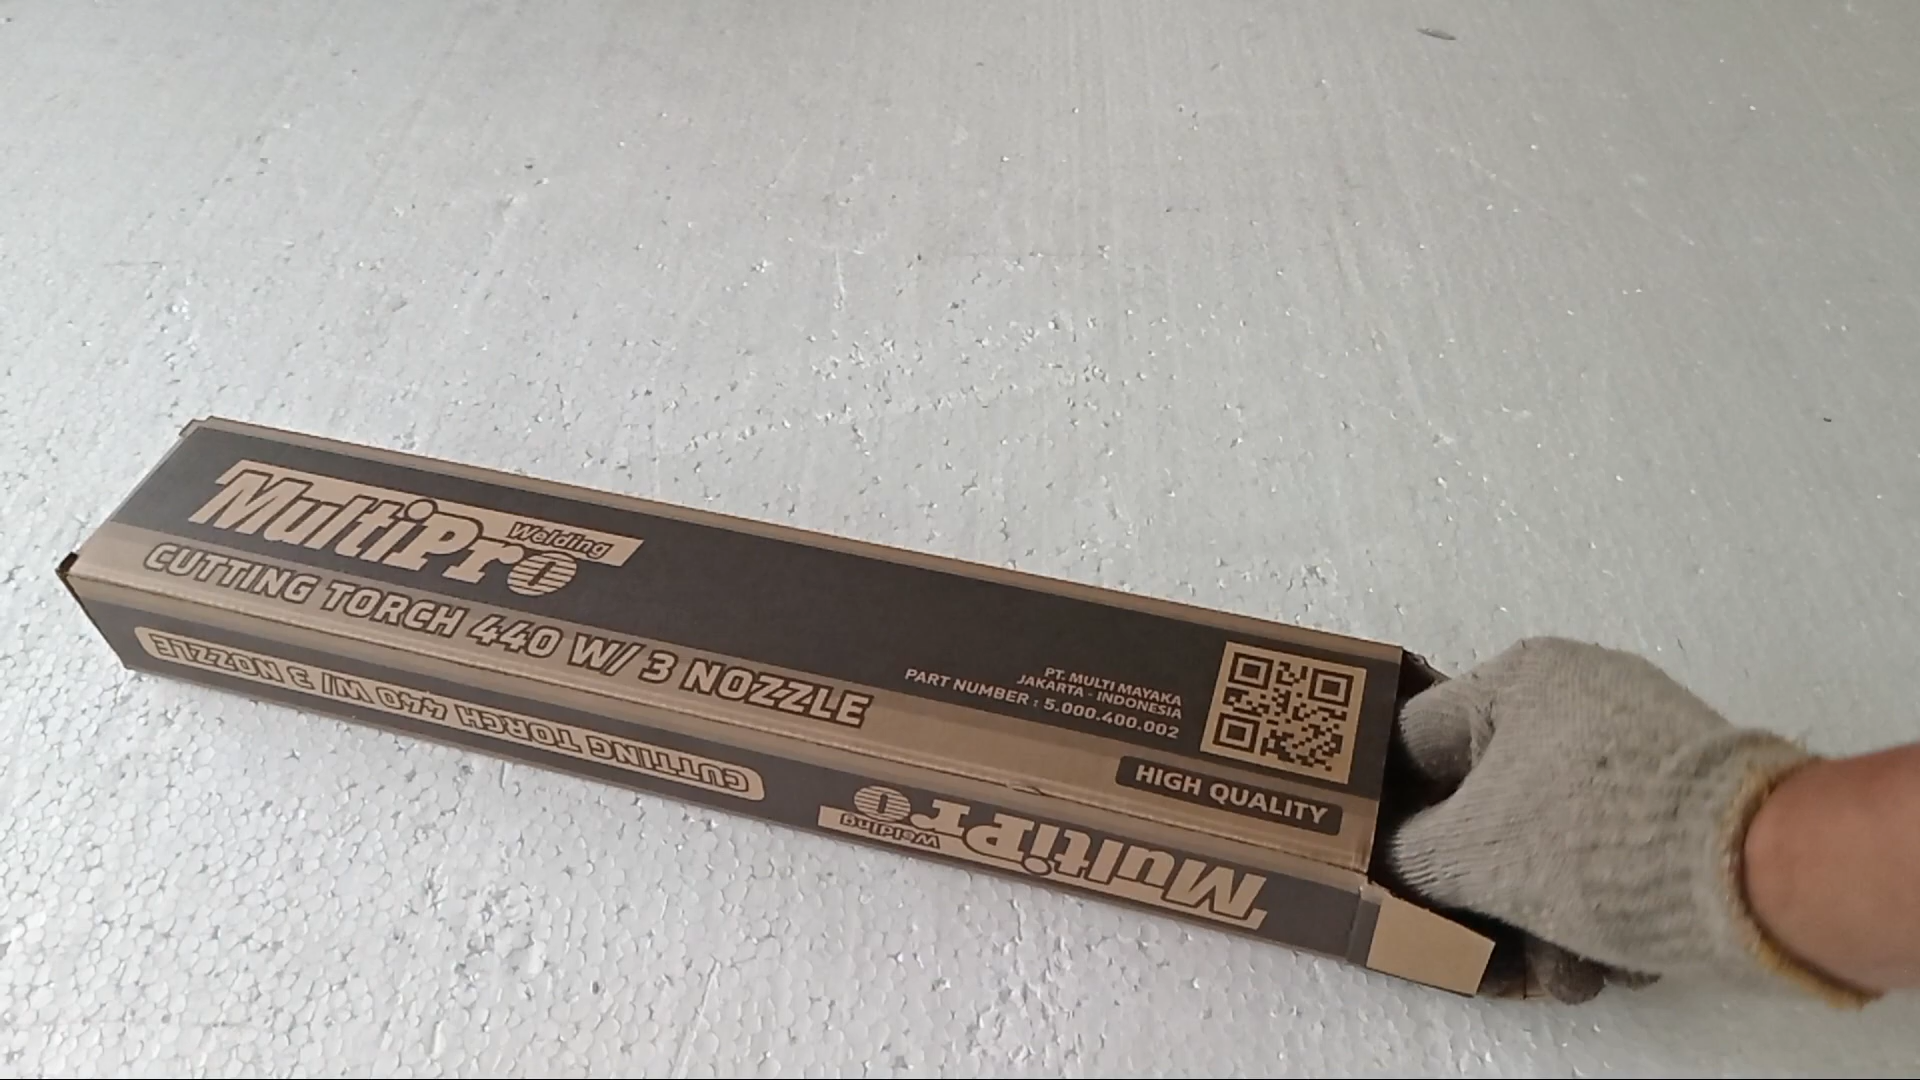 MultiPro
Welding
CUTTING TORCH 440 W/ 3 NOZZLE
PT. MULTI MAYAKA
JAKARTA - INDONESIA
PART NUMBER : 5.000.400.002
HIGH QUALITY
MultiPro
Welding
CUTTING TORCH 440 W/ 3 NOZZLE